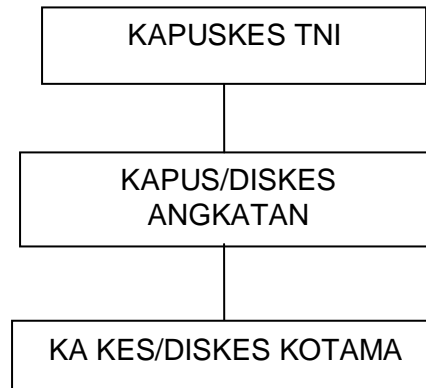 KAPUSKES TNI
KAPUS/DISKES
ANGKATAN
KA KES/DISKES KOTAMA